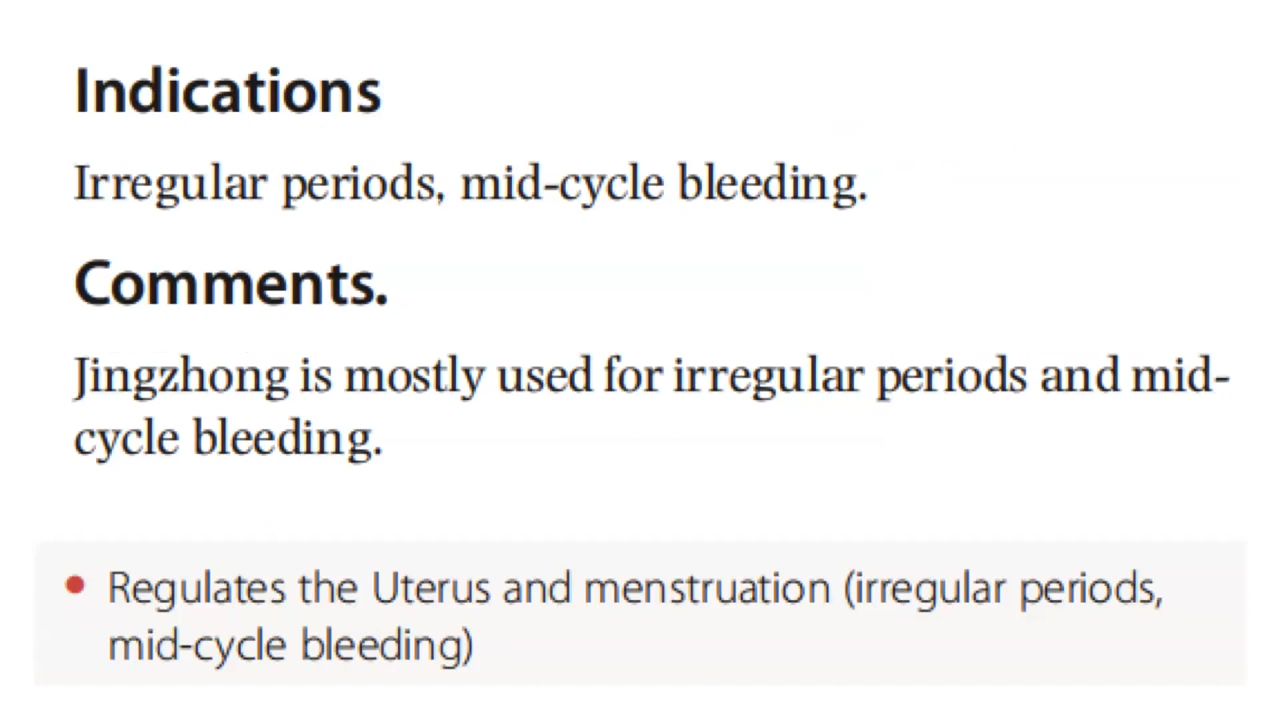 Indications
Irregular periods, mid-cycle bleeding.
Comments.
Jingzhong is mostly used for irregular periods and mid-
cycle bleeding.
• Regulates the Uterus and menstruation (irregular periods,
mid-cycle bleeding)